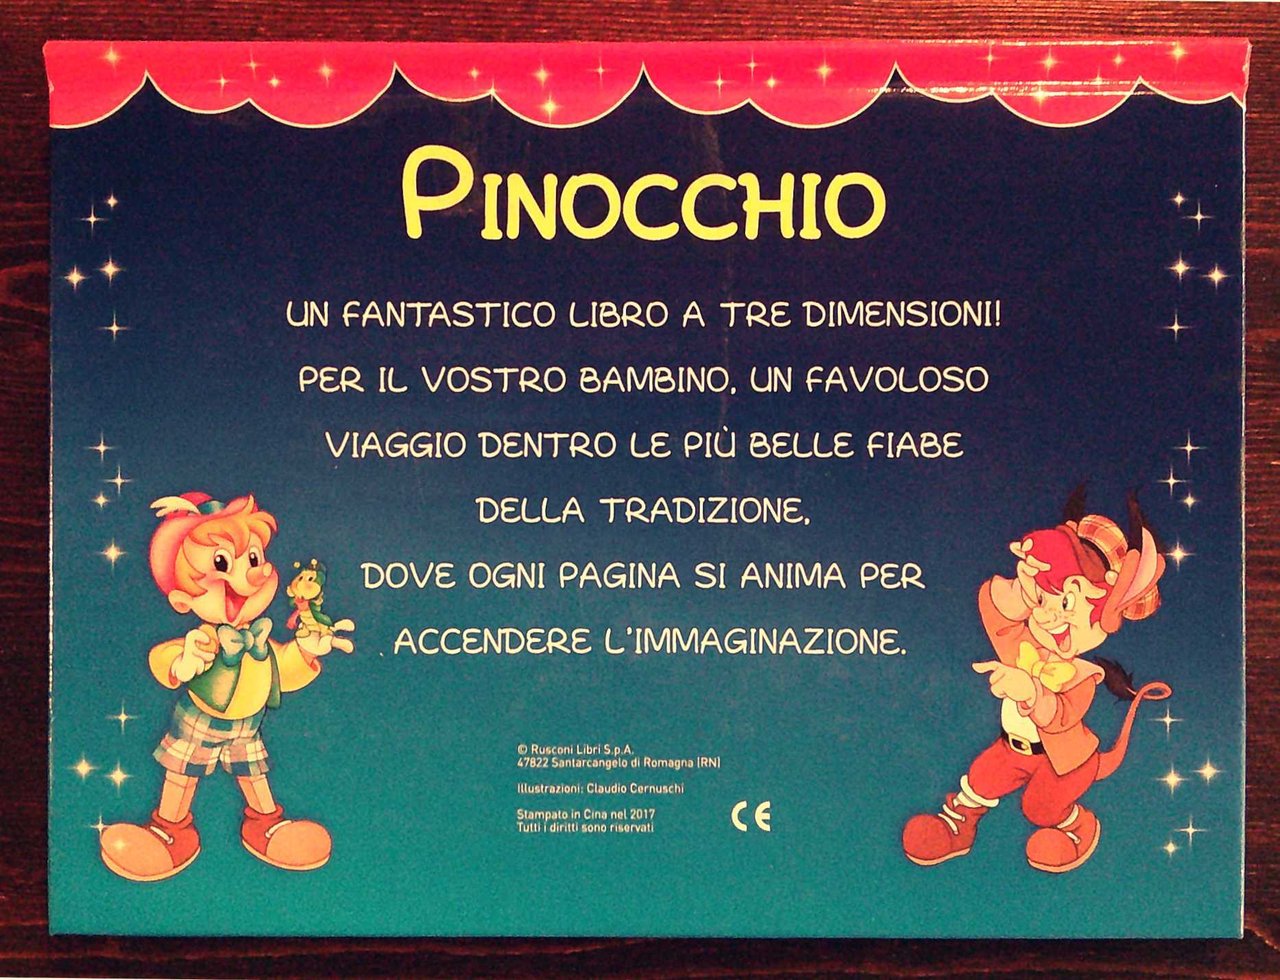 PINOCCHIO
UN FANTASTICO LIBRO A TRE DIMENSIONI!
PER IL VOSTRO BAMBINO, UN FAVOLOSO
VIAGGIO DENTRO LE PIÙ BELLE FIABE
DELLA TRADIZIONE,
DOVE OGNI PAGINA SI ANIMA PER
ACCENDERE L'IMMAGINAZIONE.
© Rusconi Libri S.p.A.
47822 Santarcangelo di Romagna (RN)
Illustrazioni: Claudio Cernuschi
Stampato in Cina nel 2017
Tutti i diritti sono riservati
CE